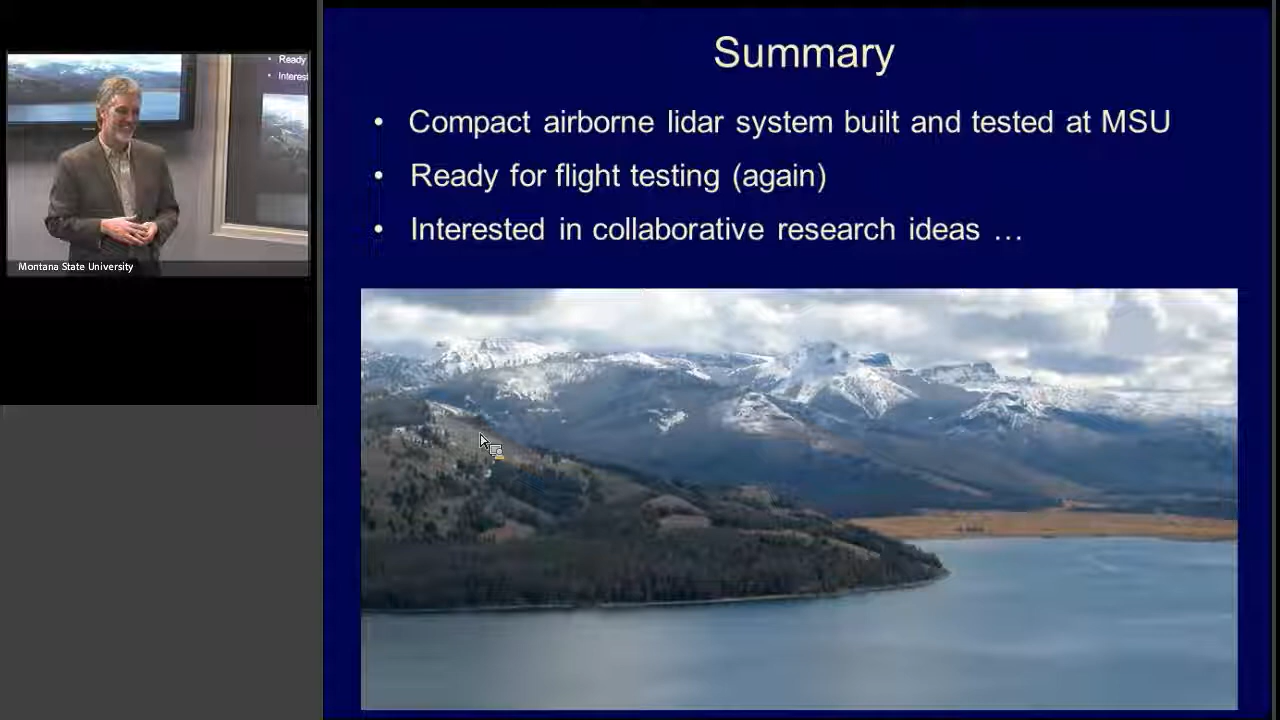 Summary
• Compact airborne lidar system built and tested at MSU
• Ready for flight testing (again)
• Interested in collaborative research ideas …
• Ready
• Interest
Montana State University